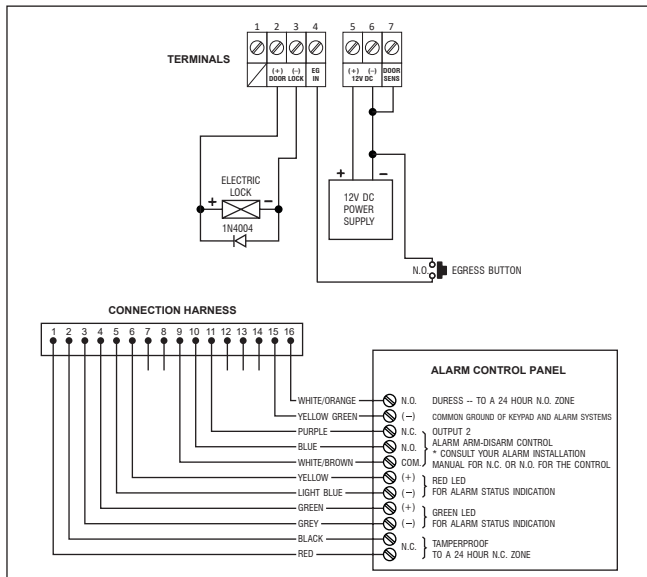 1 2 3 4 5 6 7
TERMINALS
(+) (–) EG (+) (–) DOOR
DOOR LOCK IN 12V DC SENS
+ –
ELECTRIC
LOCK
+ –
1N4004
12V DC
POWER
SUPPLY
N.O. EGRESS BUTTON
CONNECTION HARNESS
1 2 3 4 5 6 7 8 9 10 11 12 13 14 15 16
ALARM CONTROL PANEL
WHITE/ORANGE N.O. DURESS -- TO A 24 HOUR N.O. ZONE
YELLOW GREEN (–) COMMON GROUND OF KEYPAD AND ALARM SYSTEMS
PURPLE N.C. OUTPUT 2
BLUE N.O. ALARM ARM-DISARM CONTROL
* CONSULT YOUR ALARM INSTALLATION
WHITE/BROWN COM. MANUAL FOR N.C. OR N.O. FOR THE CONTROL
YELLOW (+) RED LED
LIGHT BLUE (–) FOR ALARM STATUS INDICATION
GREEN (+) GREEN LED
GREY (–) FOR ALARM STATUS INDICATION
BLACK N.C. TAMPERPROOF
RED TO A 24 HOUR N.C. ZONE